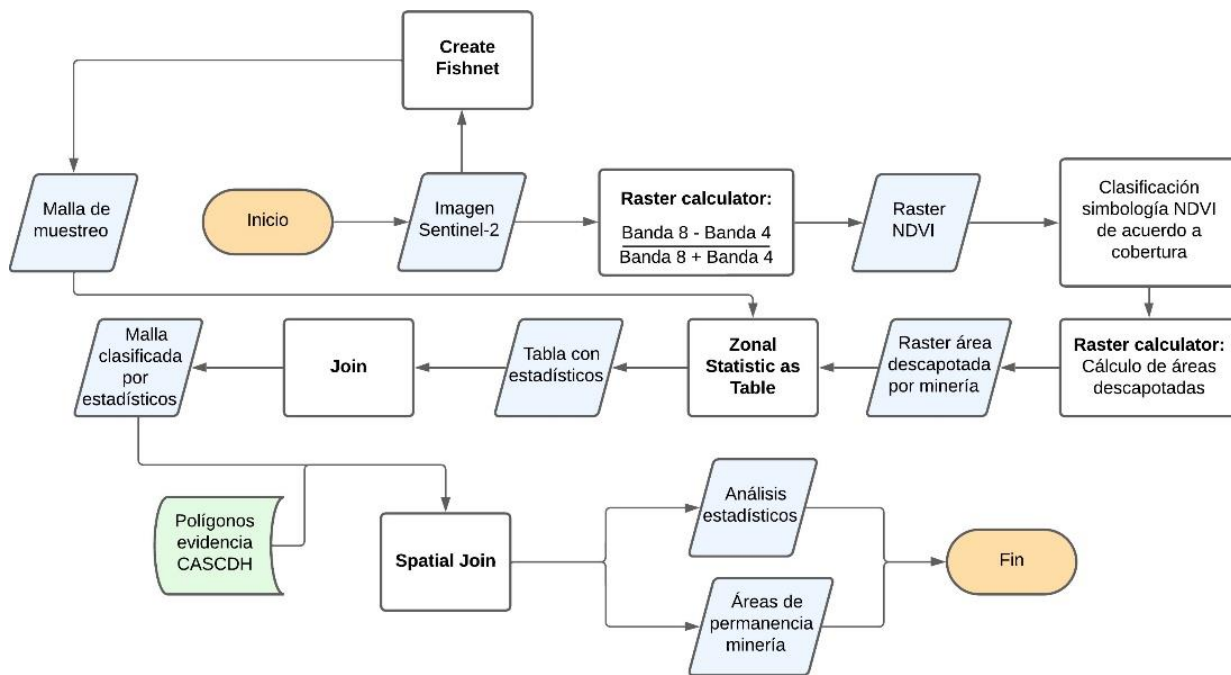 Create
Fishnet
Malla de
muestreo
Inicio
Imagen
Sentinel-2
Raster calculator:
Banda 8 - Banda 4
Banda 8 + Banda 4
Raster
NDVI
Clasificación
simbología NDVI
de acuerdo a
cobertura
Malla
clasificada
por
estadísticos
Join
Tabla con
estadísticos
Zonal
Statistic as
Table
Raster área
descapotada
por minería
Raster calculator:
Cálculo de áreas
descapotadas
Polígonos
evidencia
CASCDH
Spatial Join
Análisis
estadísticos
Áreas de
permanencia
minería
Fin